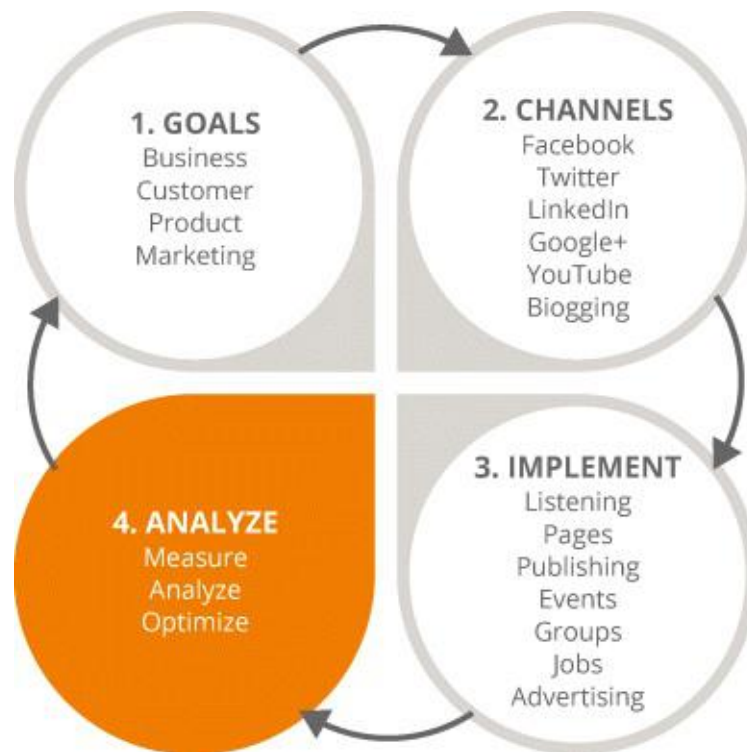 1. GOALS
Business
Customer
Product
Marketing
2. CHANNELS
Facebook
Twitter
LinkedIn
Google+
YouTube
Biogging
3. IMPLEMENT
Listening
Pages
Publishing
Events
Groups
Jobs
Advertising
4. ANALYZE
Measure
Analyze
Optimize